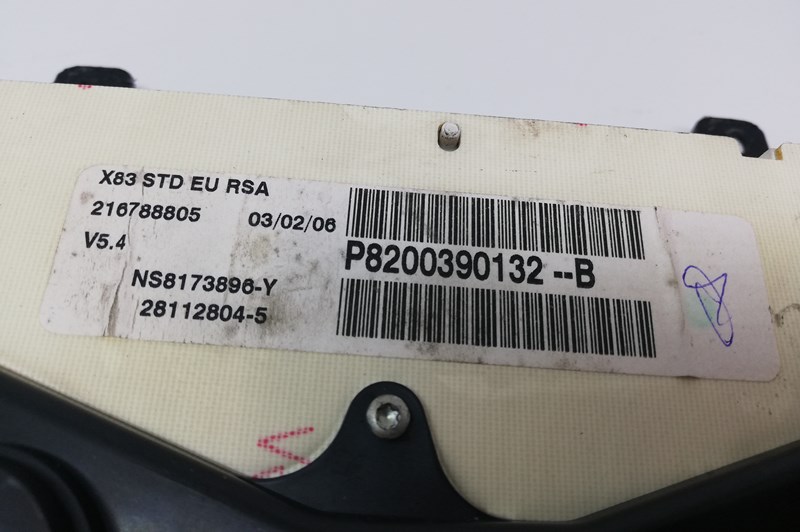 X83 STD EU RSA
216788805 03/02/06
V5.4
P8200390132 --B
NS8173896-Y
28112804-5